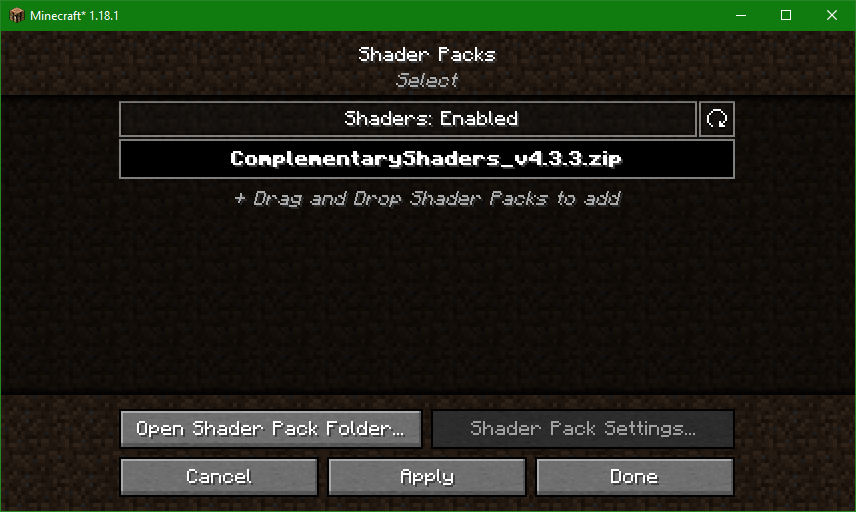 Minecraft* 1.18.1
Shader Packs
Select
Shaders: Enabled
ComplementaryShaders_v4.3.3.zip
+ Drag and Drop Shader Packs to add
Open Shader Pack Folder...
Shader Pack Settings...
Cancel
Apply
Done